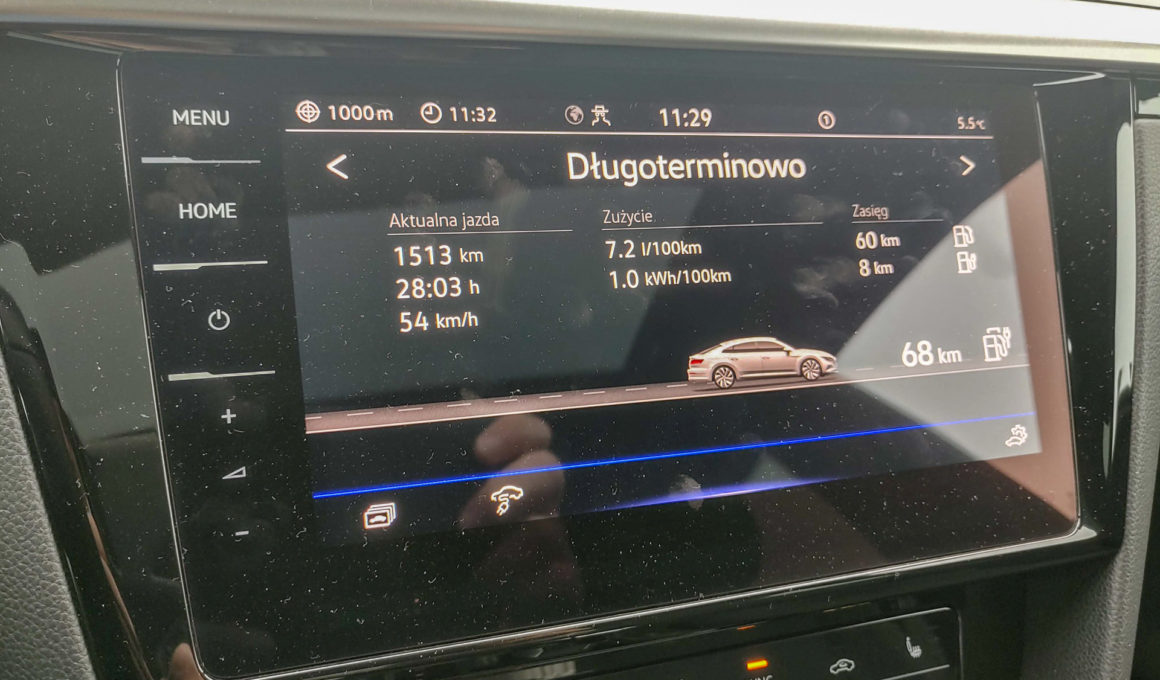 MENU
HOME
1000m
11:32
11:29
1
5.5°C
Długoterminowo
Aktualna jazda
1513 km
28:03 h
54 km/h
Zużycie
7.2 l/100km
1.0 kWh/100km
Zasięg
60 km
8 km
68 km